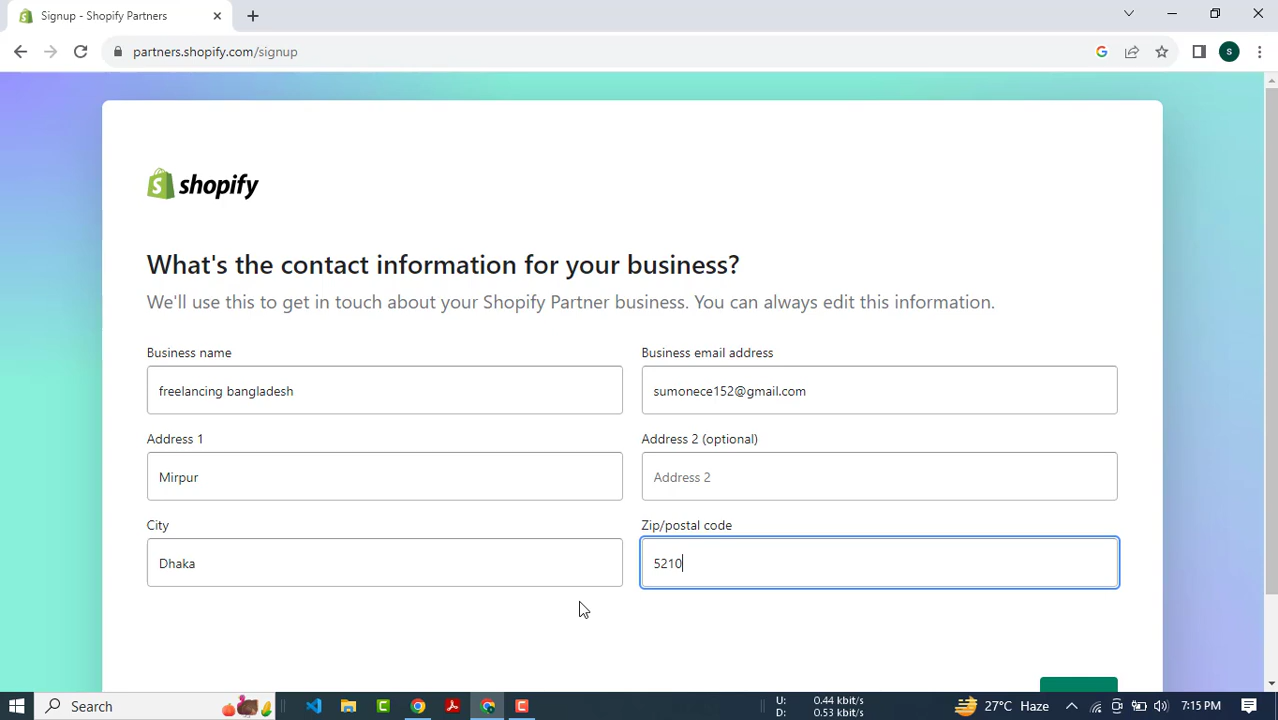 Signup - Shopify Partners
partners.shopify.com/signup
S
shopify
What's the contact information for your business?
We'll use this to get in touch about your Shopify Partner business. You can always edit this information.
Business name
Business email address
freelancing bangladesh
sumonece152@gmail.com
Address 1
Address 2 (optional)
Mirpur
Address 2
City
Zip/postal code
Dhaka
5210
Search
U: 0.44 kbit/s
D: 0.53 kbit/s
27°C Haze
7:15 PM